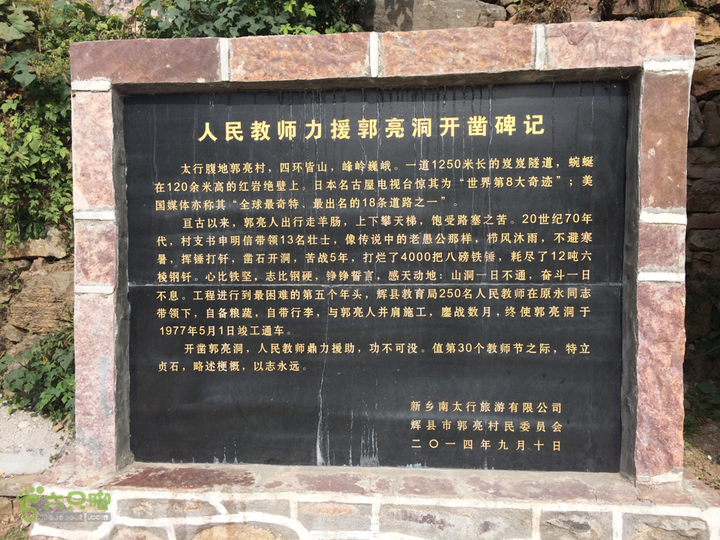 人民教师力援郭亮洞开凿碑记
太行腹地郭亮村，四环皆山，峰岭巍峨。一道1250米长的岌岌隧道，蜿蜒
在120余米高的红岩绝壁上。日本名古屋电视台惊其为“世界第8大奇迹”；美
国媒体亦称其“全球最奇特、最出名的18条道路之一”。
亘古以来，郭亮人出行走羊肠，上下攀天梯，饱受路塞之苦。20世纪70年
代，村支书申明信带领13名壮士，像传说中的老愚公那样，栉风沐雨，不避寒
暑，挥锤打钎，凿石开洞，苦战5年，打烂了4000把八磅铁锤，耗尽了12吨六
棱钢钎。心比铁坚，志比钢硬，铮铮誓言，感天动地：山洞一日不通，奋斗一日
不息。工程进行到最困难的第五个年头，辉县教育局250名人民教师在原永同志
带领下，自备粮蔬，自带行李，与郭亮人并肩施工，鏖战数月，终使郭亮洞于
1977年5月1日竣工通车。
开凿郭亮洞，人民教师鼎力援助，功不可没。值第30个教师节之际，特立
贞石，略述梗概，以志永远。
新乡南太行旅游有限公司
辉县市郭亮村民委员会
二〇一四年九月十日
六只脚